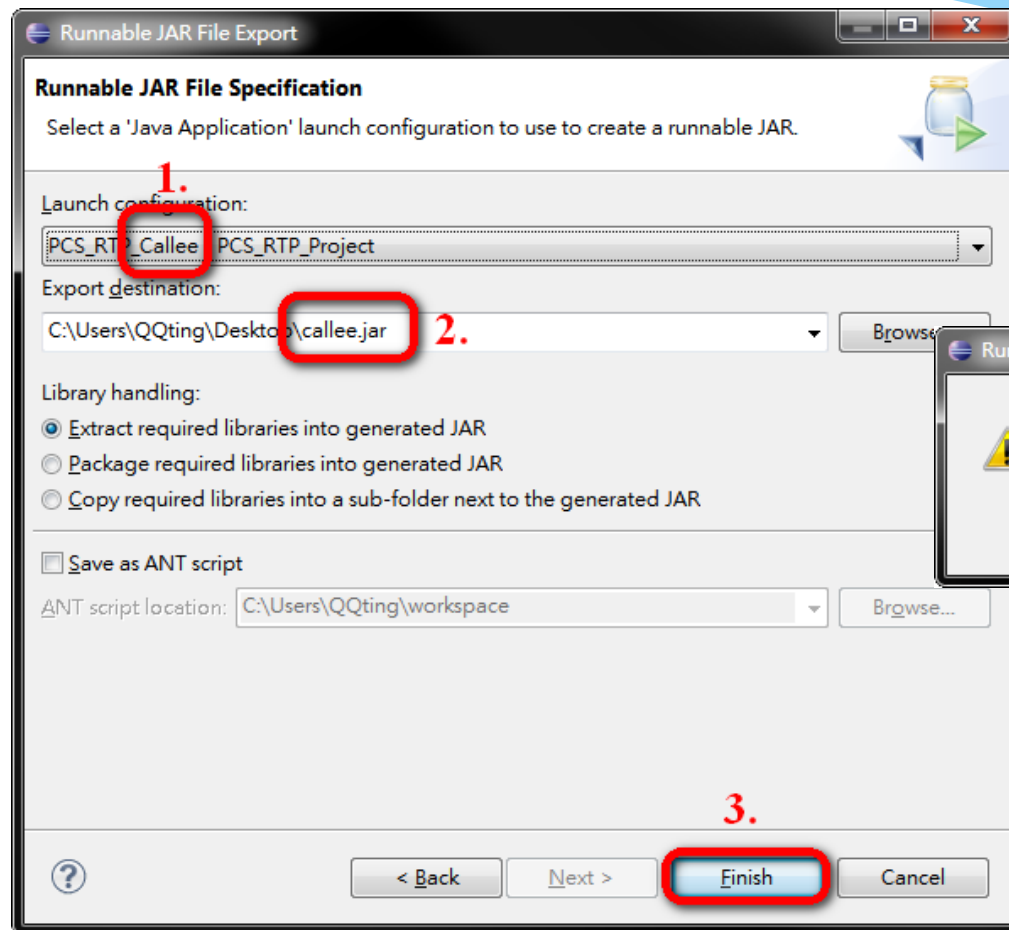 Runnable JAR File Export
Runnable JAR File Specification
Select a 'Java Application' launch configuration to use to create a runnable JAR.
1.
Launch configuration:
PCS_RTP_Callee PCS_RTP_Project
Export destination:
C:\Users\QQting\Desktop\callee.jar 2. Browse
Ru
Library handling:
Extract required libraries into generated JAR
Package required libraries into generated JAR
Copy required libraries into a sub-folder next to the generated JAR
Save as ANT script
ANT script location: C:\Users\QQting\workspace Browse...
3.
? < Back Next > Finish Cancel